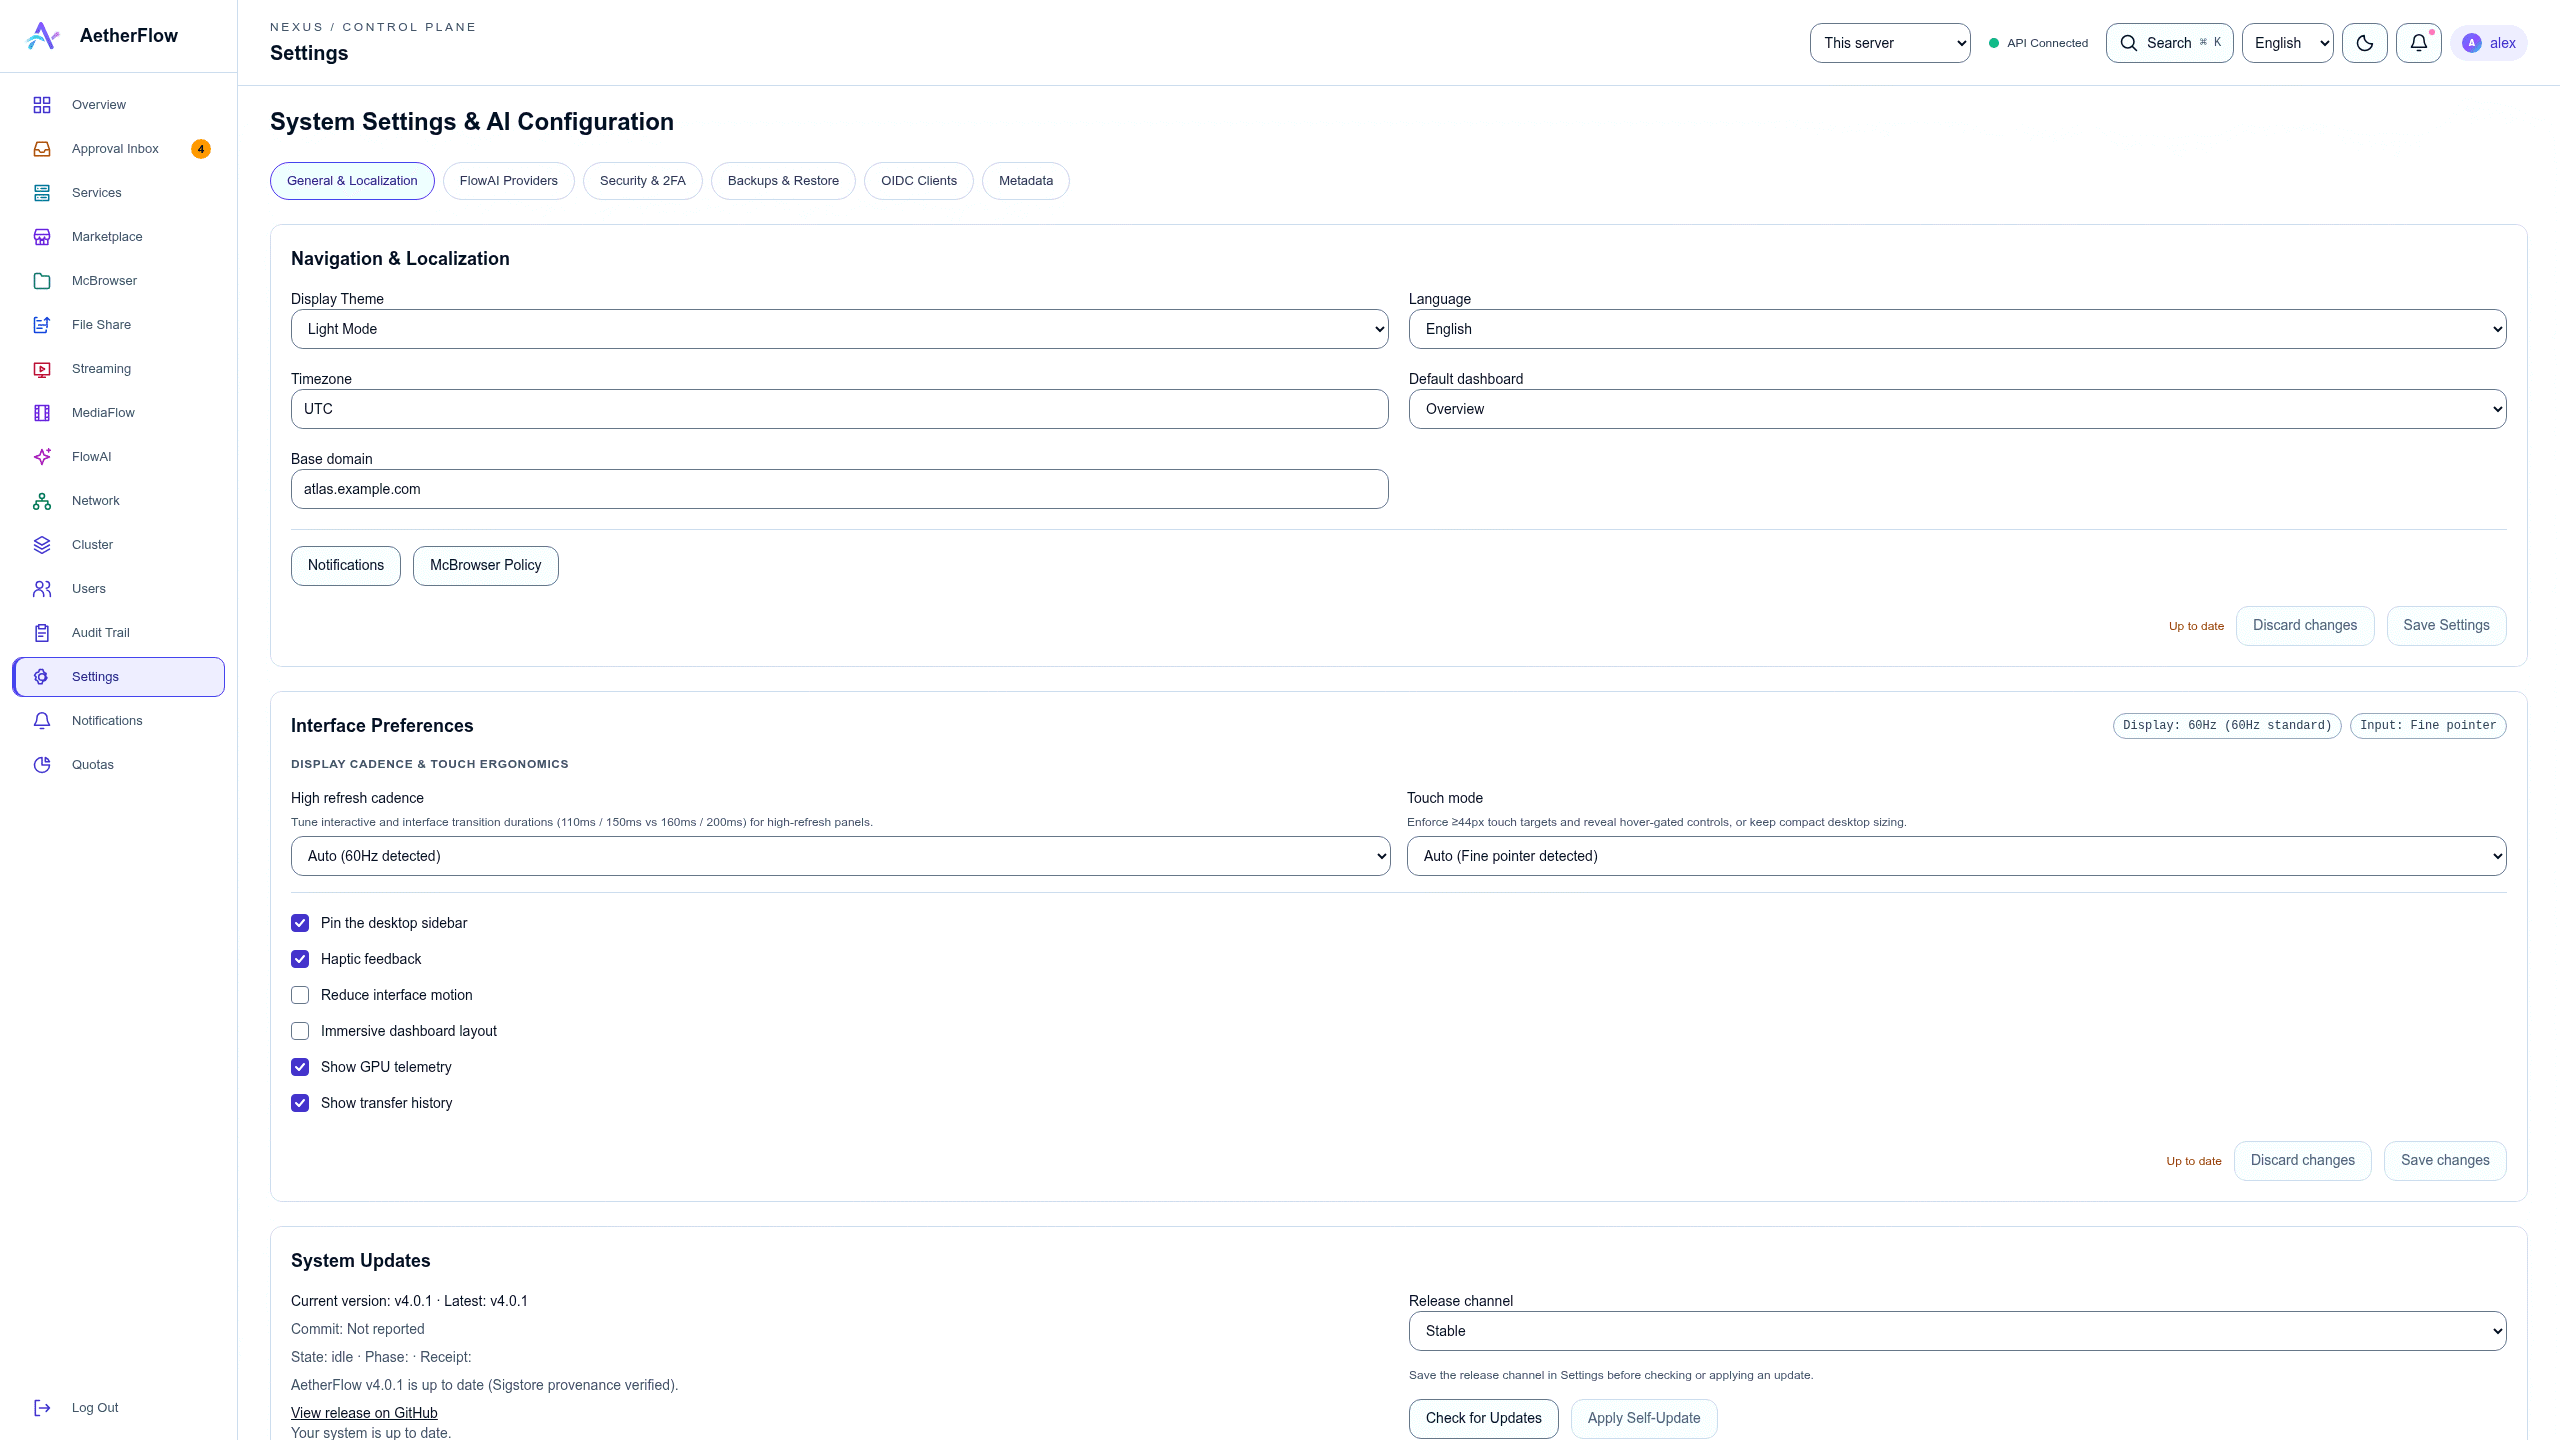 AetherFlow
NEXUS / CONTROL PLANE
Settings
This server
API Connected
Search ⌘ K
English
A
alex
Overview
Approval Inbox 4
Services
Marketplace
McBrowser
File Share
Streaming
MediaFlow
FlowAI
Network
Cluster
Users
Audit Trail
Settings
Notifications
Quotas
Log Out
System Settings & AI Configuration
General & Localization
FlowAI Providers
Security & 2FA
Backups & Restore
OIDC Clients
Metadata
Navigation & Localization
Display Theme
Light Mode
Language
English
Timezone
UTC
Default dashboard
Overview
Base domain
atlas.example.com
Notifications
McBrowser Policy
Up to date
Discard changes
Save Settings
Interface Preferences
Display: 60Hz (60Hz standard)
Input: Fine pointer
DISPLAY CADENCE & TOUCH ERGONOMICS
High refresh cadence
Tune interactive and interface transition durations (110ms / 150ms vs 160ms / 200ms) for high-refresh panels.
Auto (60Hz detected)
Touch mode
Enforce ≥44px touch targets and reveal hover-gated controls, or keep compact desktop sizing.
Auto (Fine pointer detected)
Pin the desktop sidebar
Haptic feedback
Reduce interface motion
Immersive dashboard layout
Show GPU telemetry
Show transfer history
Up to date
Discard changes
Save changes
System Updates
Current version: v4.0.1 · Latest: v4.0.1
Commit: Not reported
State: idle · Phase: · Receipt:
AetherFlow v4.0.1 is up to date (Sigstore provenance verified).
View release on GitHub
Your system is up to date.
Release channel
Stable
Save the release channel in Settings before checking or applying an update.
Check for Updates
Apply Self-Update